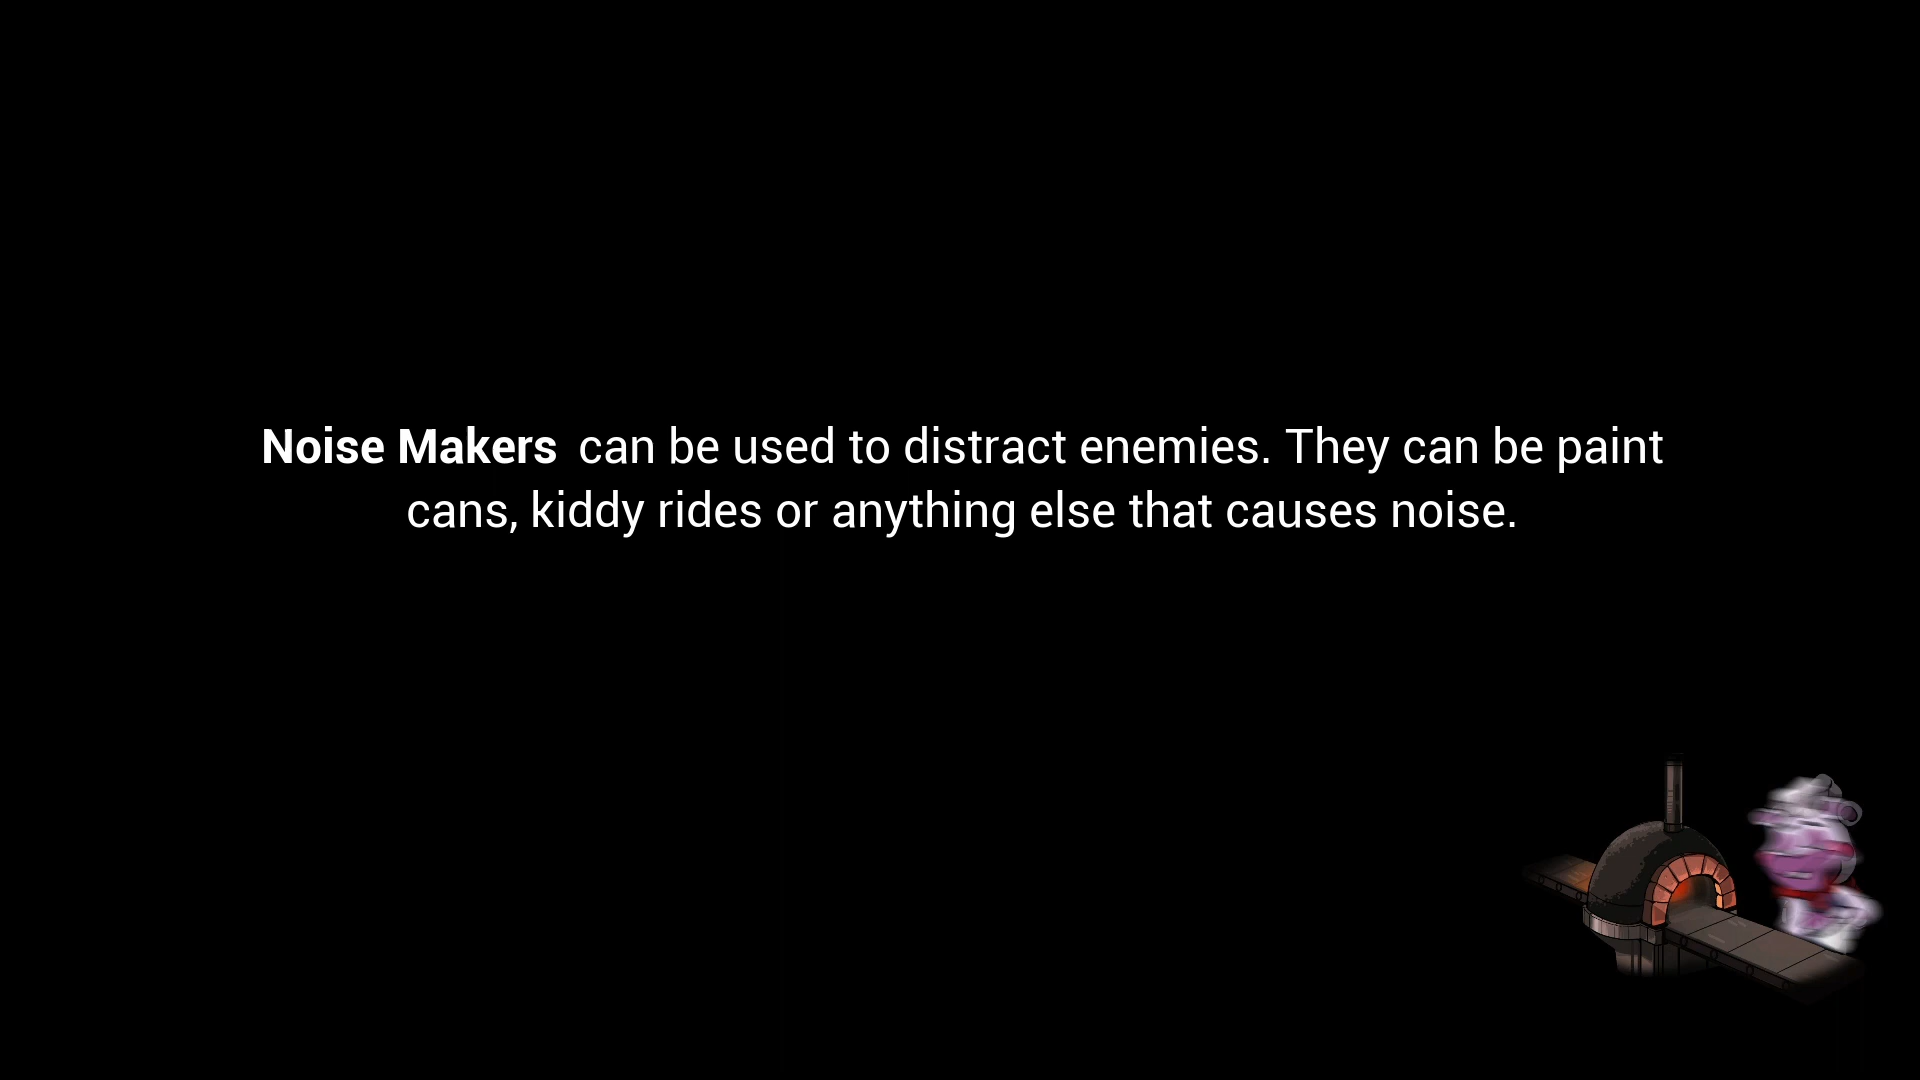 Noise Makers can be used to distract enemies. They can be paint
cans, kiddy rides or anything else that causes noise.